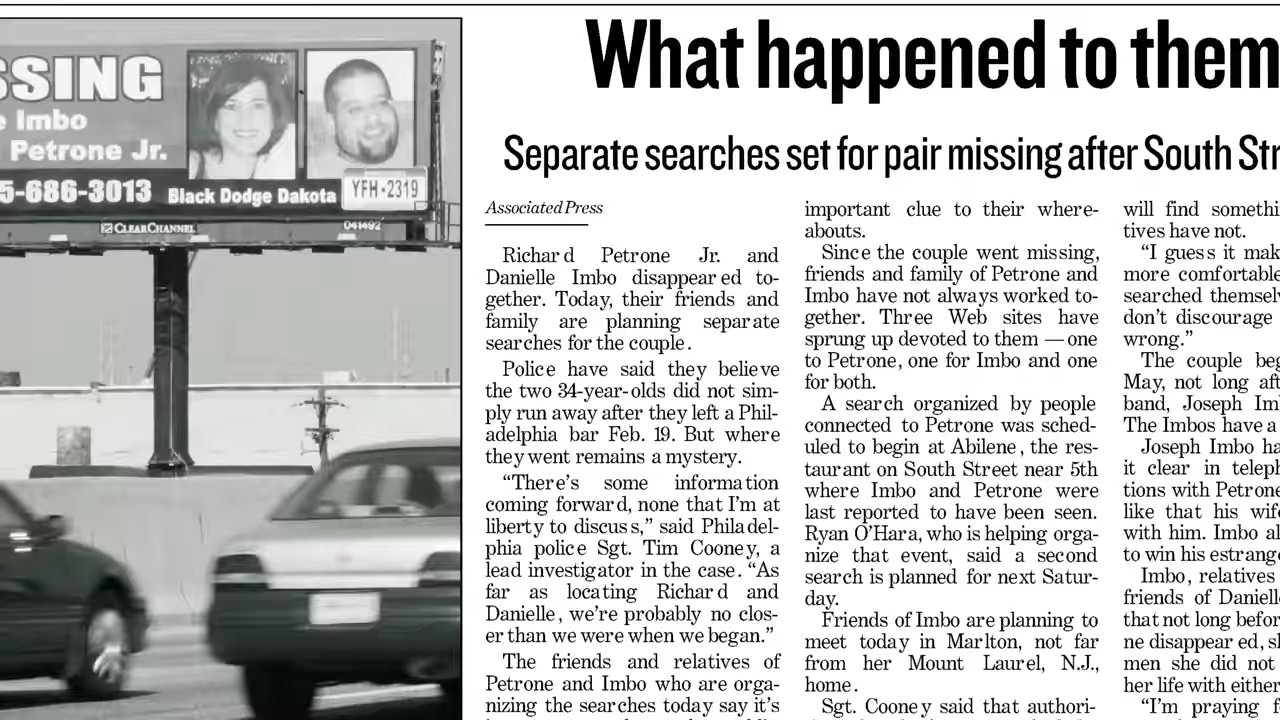 SSING
e Imbo
Petrone Jr.
5-686-3013
Black Dodge Dakota
YFH-2319
CLEARCHANNEL
041492
What happened to them
Separate searches set for pair missing after South Str
Associated Press
Richard Petrone Jr. and
Danielle Imbo disappeared to-
gether. Today, their friends and
family are planning separate
searches for the couple.
Police have said they believe
the two 34-year-olds did not sim-
ply run away after they left a Phil-
adelphia bar Feb. 19. But where
they went remains a mystery.
“There’s some information
coming forward, none that I’m at
liberty to discuss,” said Philadel-
phia police Sgt. Tim Cooney, a
lead investigator in the case. “As
far as locating Richard and
Danielle, we’re probably no clos-
er than we were when we began.”
The friends and relatives of
Petrone and Imbo who are orga-
nizing the searches today say it’s
important clue to their where-
abouts.
Since the couple went missing,
friends and family of Petrone and
Imbo have not always worked to-
gether. Three Web sites have
sprung up devoted to them — one
to Petrone, one for Imbo and one
for both.
A search organized by people
connected to Petrone was sched-
uled to begin at Abilene, the res-
taurant on South Street near 5th
where Imbo and Petrone were
last reported to have been seen.
Ryan O’Hara, who is helping orga-
nize that event, said a second
search is planned for next Satur-
day.
Friends of Imbo are planning to
meet today in Marlton, not far
from her Mount Laurel, N.J.,
home.
Sgt. Cooney said that authori-
will find somethi
tives have not.
“I guess it mak
more comfortable
searched themselv
don’t discourage
wrong.”
The couple beg
May, not long aft
band, Joseph Iml
The Imbos have a
Joseph Imbo ha
it clear in teleph
tions with Petrone
like that his wife
with him. Imbo al
to win his estrange
Imbo, relatives
friends of Danielle
that not long befor
ne disappeared, sh
men she did not
her life with either
“I’m praying f